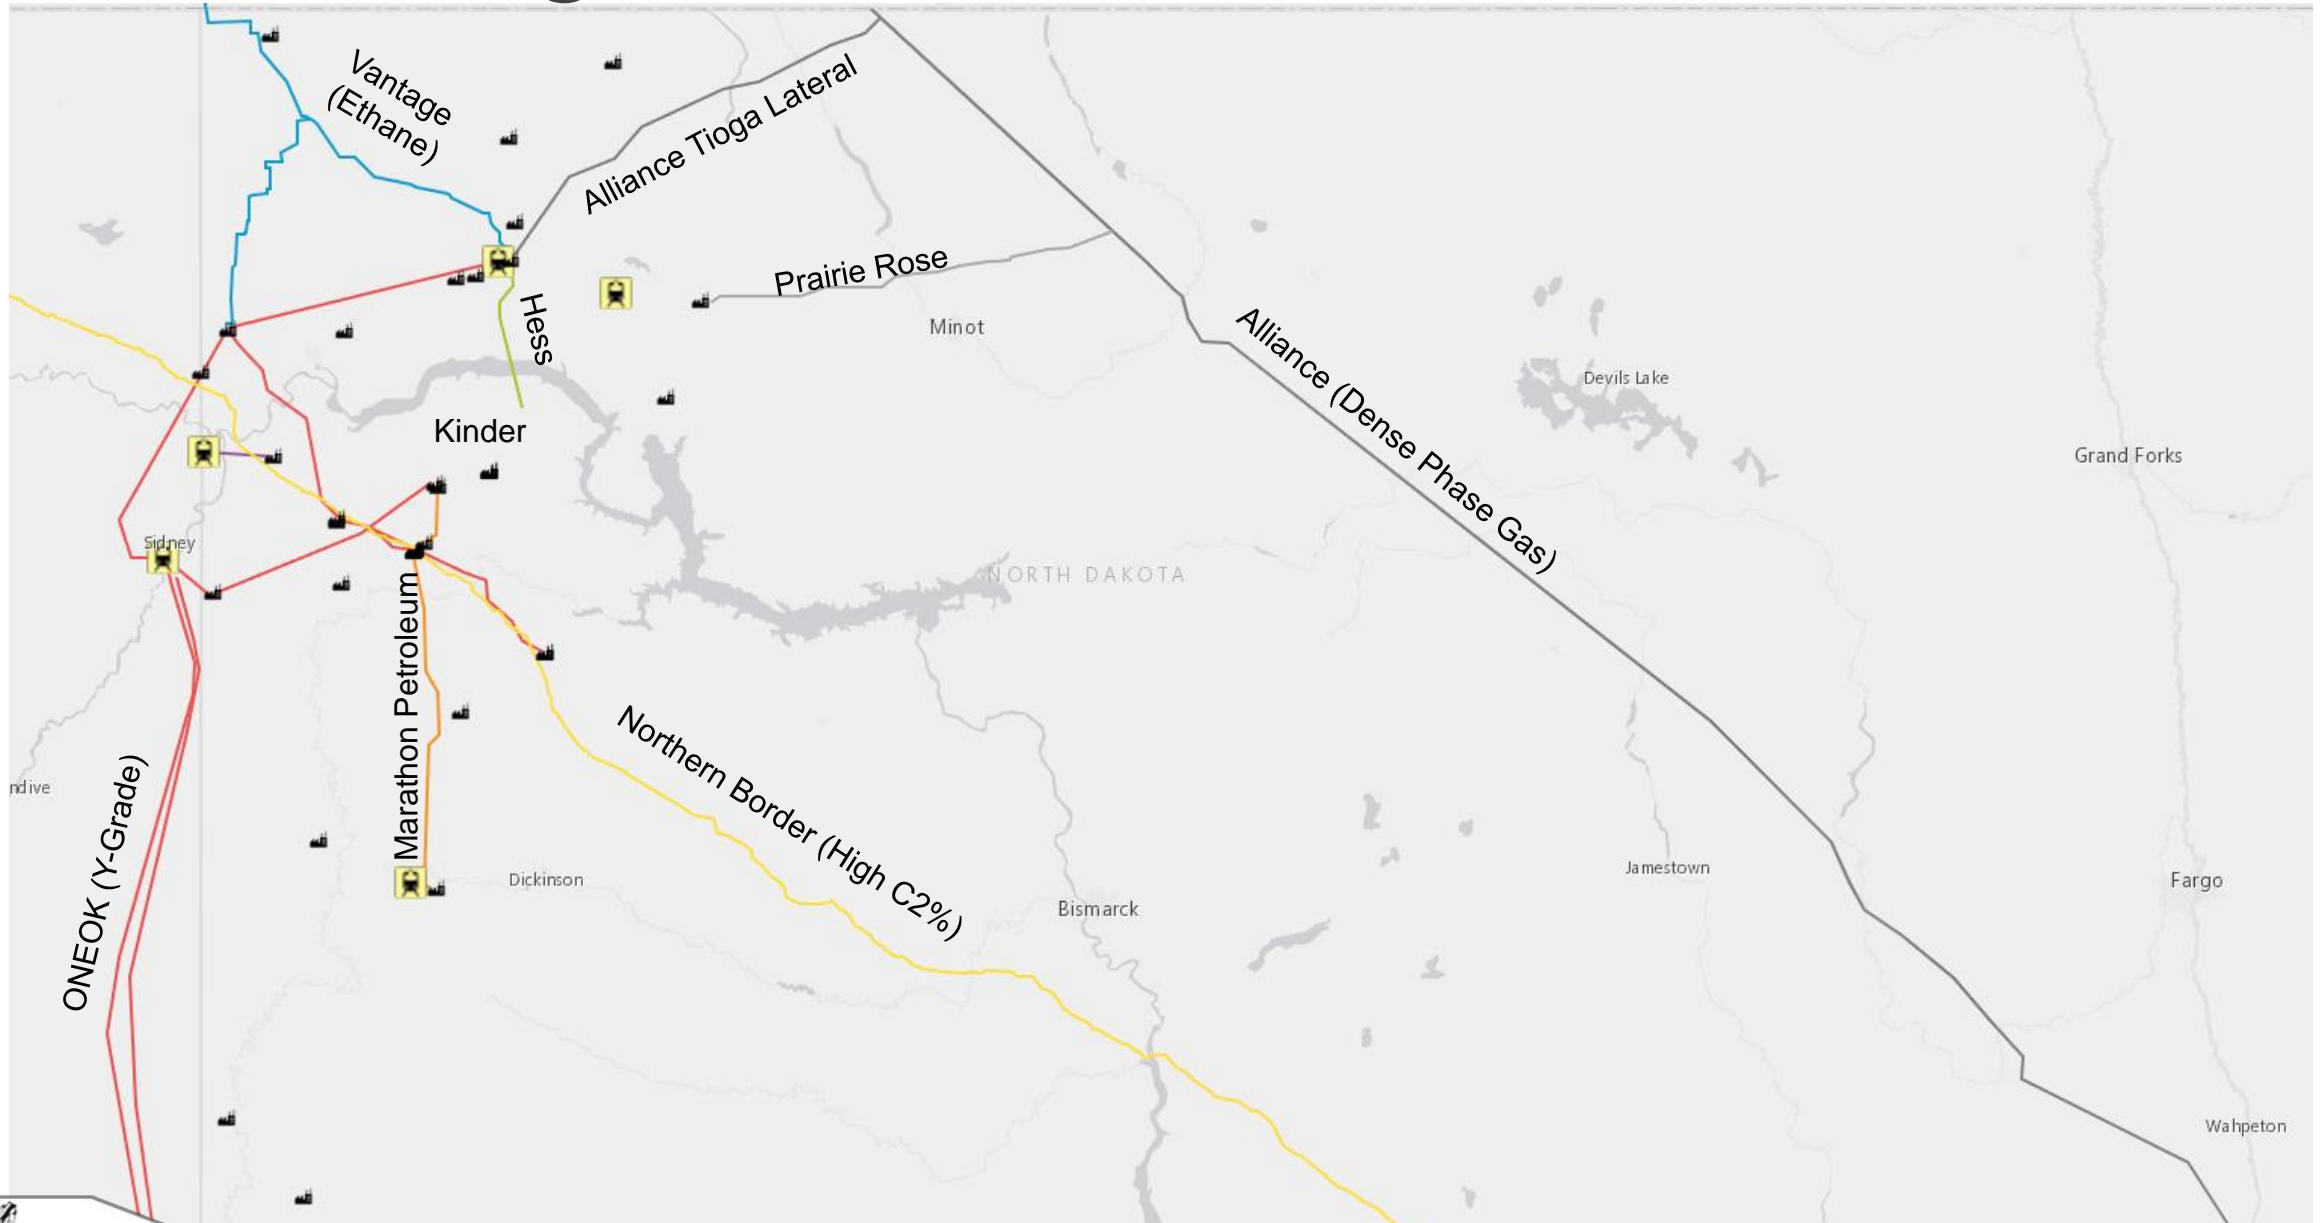 Vantage
(Ethane)
Alliance Tioga Lateral
Prairie Rose
Hess
Minot
Alliance (Dense Phase Gas)
Devils Lake
Kinder
Grand Forks
Sidney
NORTH DAKOTA
Marathon Petroleum
Northern Border (High C2%)
ndive
ONEOK (Y-Grade)
Dickinson
Bismarck
Jamestown
Fargo
Wahpeton